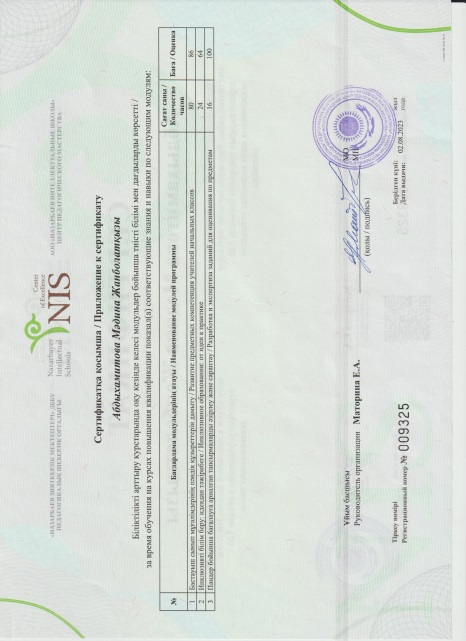 «НАЗАРБАЕВ ЗИЯТКЕРЛІК МЕКТЕПТЕРІ» ДББҰ
ПЕДАГОГИКАЛЫҚ ШЕБЕРЛІК ОРТАЛЫҒЫ
Nazarbayev
Intellectual
Schools
NIS
Center
of Excellence
АОО «НАЗАРБАЕВ ИНТЕЛЛЕКТУАЛЬНЫЕ ШКОЛЫ»
ЦЕНТР ПЕДАГОГИЧЕСКОГО МАСТЕРСТВА
Сертификатқа қосымша / Приложение к сертификату
Абдыхамитова Мәдина Жанболатқызы
Біліктілікті арттыру курстарында оқу кезінде келесі модульдер бойынша тиісті білімі мен дағдыларды көрсетті /
за время обучения на курсах повышения квалификации показал(а) соответствующие знания и навыки по следующим модулям:
№ Бағдарлама модульдерінің атауы / Наименование модулей программы Сағат саны / Количество часов Баға / Оценка
1 Бастауыш сынып мұғалімдерінің пәндік құзыреттерін дамыту / Развитие предметных компетенций учителей начальных классов 80 86
2 Инклюзивті білім беру: идеядан тәжірибеге / Инклюзивное образование: от идеи к практике 24 64
3 Пәндер бойынша бағалауға арналған тапсырмаларды әзірлеу және сараптау / Разработка и экспертиза заданий для оценивания по предметам 16 100
Ұйым басшысы
Руководитель организации Маторина Е.А.
(қолы / подпись)
МО
МП
Тіркеу нөмірі
Регистрационный номер № 009325
Берілген күні: жыл
Дата выдачи: 02.08.2023 года